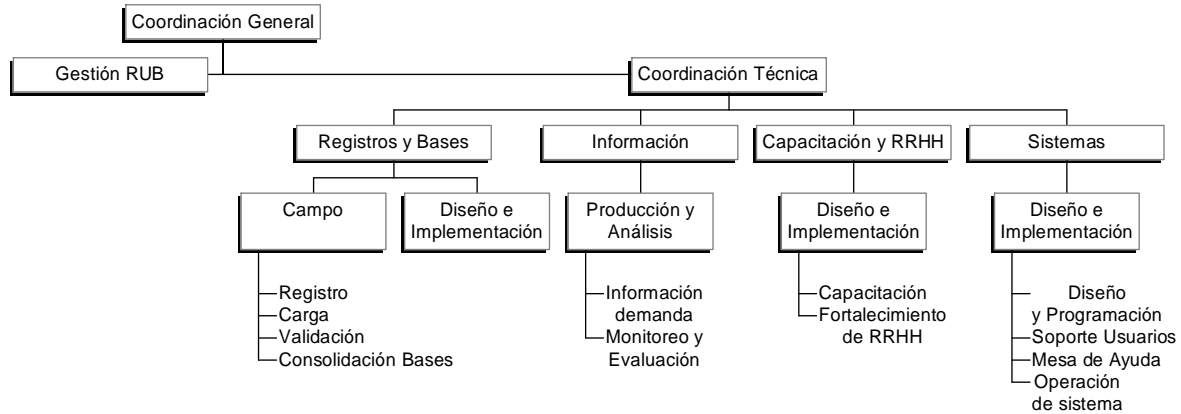 Coordinación General
Gestión RUB
Coordinación Técnica
Registros y Bases
Información
Capacitación y RRHH
Sistemas
Campo
Diseño e
Implementación
Producción y
Análisis
Diseño e
Implementación
Diseño e
Implementación
Registro
Carga
Validación
Consolidación Bases
Información
demanda
Monitoreo y
Evaluación
Capacitación
Fortalecimiento
de RRHH
Diseño
y Programación
Soporte Usuarios
Mesa de Ayuda
Operación
de sistema